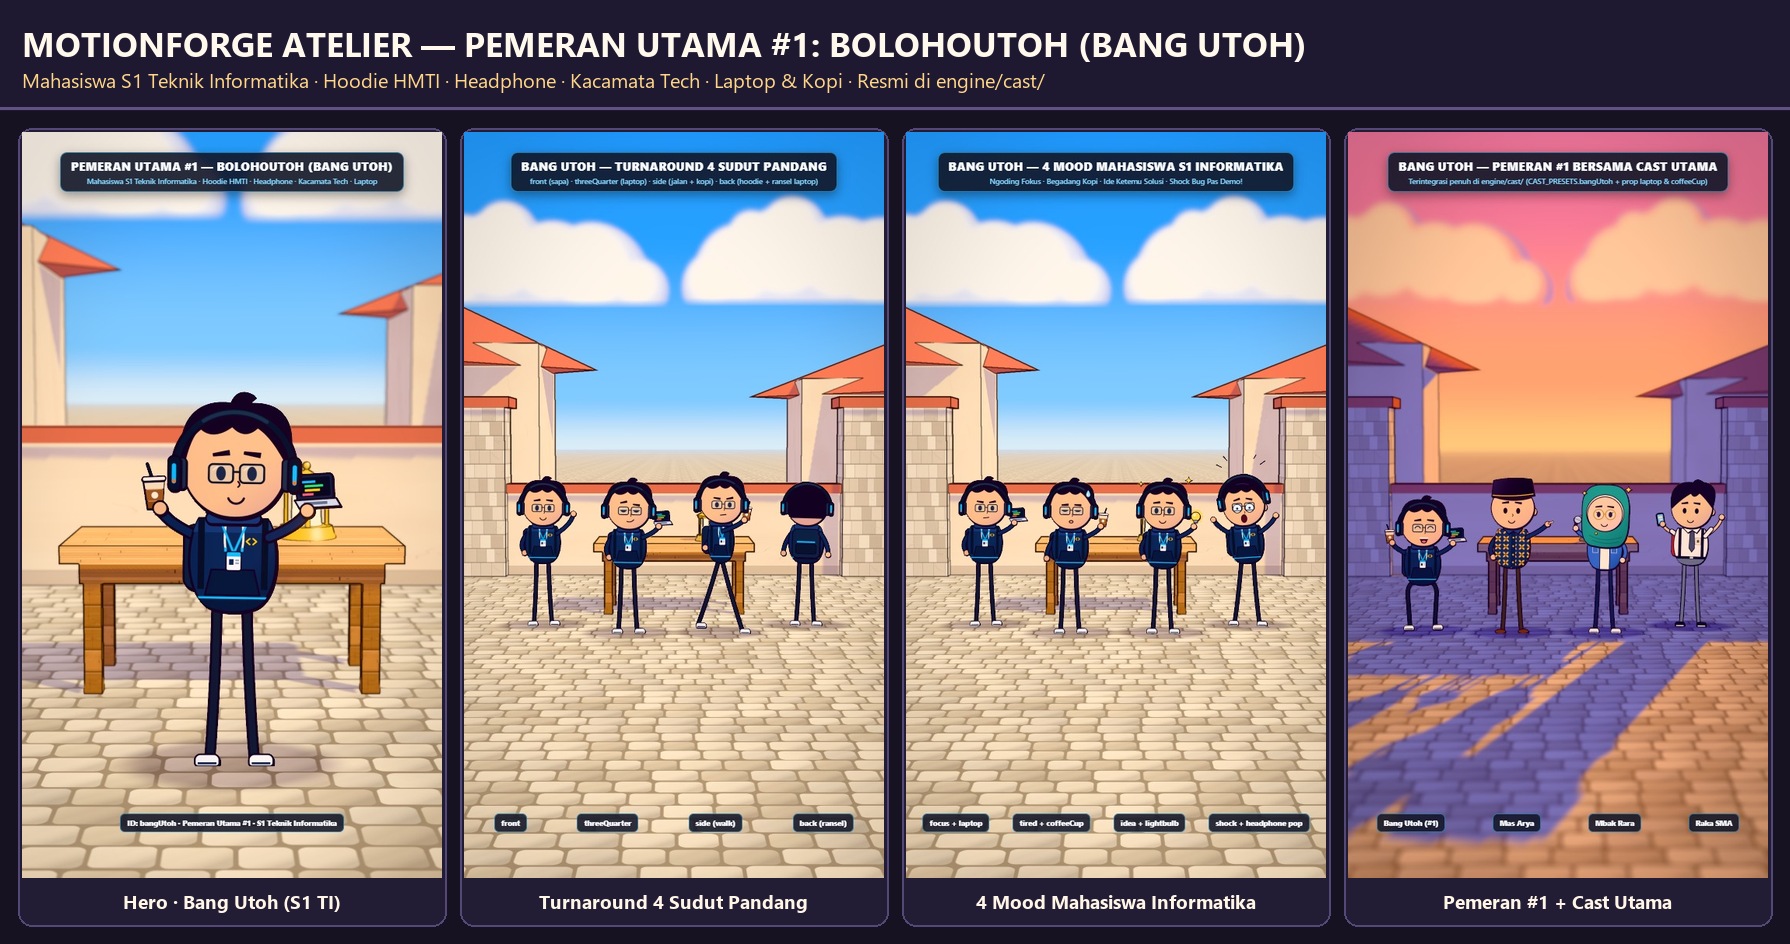 MOTIONFORGE ATELIER — PEMERAN UTAMA #1: BOLOHOUTOH (BANG UTOH)
Mahasiswa S1 Teknik Informatika · Hoodie HMTI · Headphone · Kacamata Tech · Laptop & Kopi · Resmi di engine/cast/
PEMERAN UTAMA #1 — BOLOHOUTOH (BANG UTOH)
Mahasiswa S1 Teknik Informatika · Hoodie HMTI · Headphone · Kacamata Tech · Laptop
ID: bangUtoh · Pemeran Utama #1 · S1 Teknik Informatika
Hero · Bang Utoh (S1 TI)
BANG UTOH — TURNAROUND 4 SUDUT PANDANG
front (sapa) · threeQuarter (laptop) · side (jalan + kopi) · back (hoodie + ransel laptop)
front
threeQuarter
side (walk)
back (ransel)
Turnaround 4 Sudut Pandang
BANG UTOH — 4 MOOD MAHASISWA S1 INFORMATIKA
Ngoding Fokus · Begadang Kopi · Ide Ketemu Solusi · Shock Bug Pas Demo!
focus + laptop
tired + coffeeCup
idea + lightbulb
shock + headphone pop
4 Mood Mahasiswa Informatika
BANG UTOH — PEMERAN #1 BERSAMA CAST UTAMA
Terintegrasi penuh di engine/cast/ (CAST_PRESETS.bangUtoh + prop laptop & coffeeCup)
Bang Utoh (#1)
Mas Arya
Mbak Rara
Raka SMA
Pemeran #1 + Cast Utama